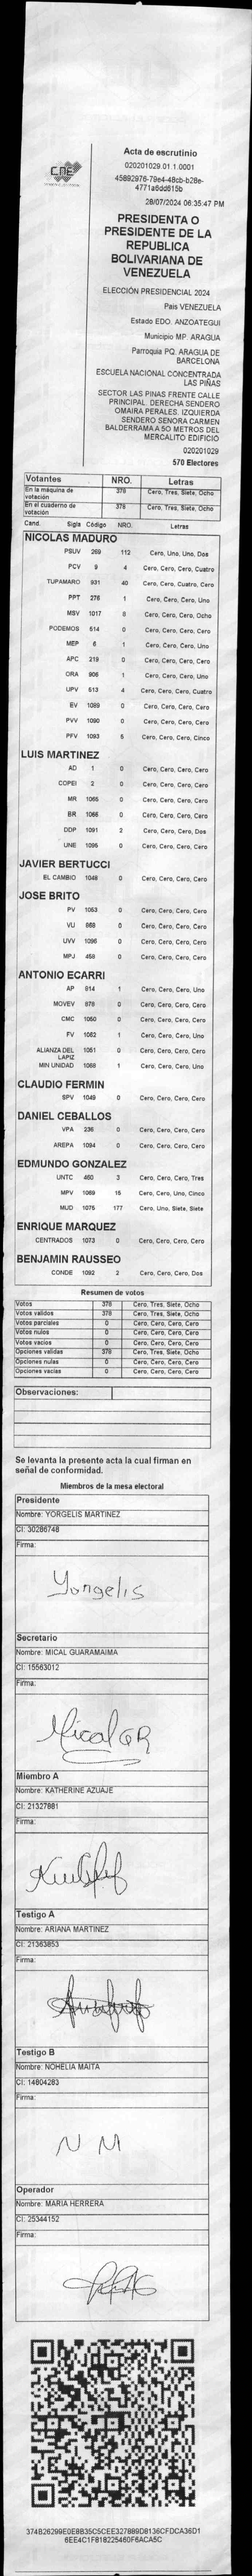 CNE
Acta de escrutinio
020201029.01.1.0001
45892976-79e4-48cb-b28e-
4771a6dd615b
28/07/2024 06:35:47 PM
PRESIDENTA O
PRESIDENTE DE LA
REPUBLICA
BOLIVARIANA DE
VENEZUELA
ELECCIÓN PRESIDENCIAL 2024
Pais VENEZUELA
Estado EDO. ANZOATEGUI
Municipio MP. ARAGUA
Parroquia PQ. ARAGUA DE
BARCELONA
ESCUELA NACIONAL CONCENTRADA
LAS PIÑAS
SECTOR LAS PINAS FRENTE CALLE
PRINCIPAL. DERECHA SENDERO
OMAIRA PERALES. IZQUIERDA
SENDERO SENORA CARMEN
BALDERRAMA A 50 METROS DEL
MERCALITO EDIFICIO
020201029
570 Electores
Votantes NRO. Letras
En la máquina de votación 378 Cero, Tres, Siete, Ocho
En el cuaderno de votación 378 Cero, Tres, Siete, Ocho
Cand. Sigla Código NRO. Letras
NICOLAS MADURO
PSUV 269 112 Cero, Uno, Uno, Dos
PCV 9 4 Cero, Cero, Cero, Cuatro
TUPAMARO 931 40 Cero, Cero, Cuatro, Cero
PPT 276 1 Cero, Cero, Cero, Uno
MSV 1017 8 Cero, Cero, Cero, Ocho
PODEMOS 514 0 Cero, Cero, Cero, Cero
MEP 6 1 Cero, Cero, Cero, Uno
APC 219 0 Cero, Cero, Cero, Cero
ORA 906 1 Cero, Cero, Cero, Uno
UPV 513 4 Cero, Cero, Cero, Cuatro
EV 1089 0 Cero, Cero, Cero, Cero
PVV 1090 0 Cero, Cero, Cero, Cero
PFV 1093 5 Cero, Cero, Cero, Cinco
LUIS MARTINEZ
AD 1 0 Cero, Cero, Cero, Cero
COPEI 2 0 Cero, Cero, Cero, Cero
MR 1065 0 Cero, Cero, Cero, Cero
BR 1066 0 Cero, Cero, Cero, Cero
DDP 1091 2 Cero, Cero, Cero, Dos
UNE 1095 0 Cero, Cero, Cero, Cero
JAVIER BERTUCCI
EL CAMBIO 1048 0 Cero, Cero, Cero, Cero
JOSE BRITO
PV 1053 0 Cero, Cero, Cero, Cero
VU 868 0 Cero, Cero, Cero, Cero
UVV 1096 0 Cero, Cero, Cero, Cero
MPJ 459 0 Cero, Cero, Cero, Cero
ANTONIO ECARRI
AP 914 1 Cero, Cero, Cero, Uno
MOVEV 878 0 Cero, Cero, Cero, Cero
CMC 1050 0 Cero, Cero, Cero, Cero
FV 1062 1 Cero, Cero, Cero, Uno
ALIANZA DEL LAPIZ 1051 0 Cero, Cero, Cero, Cero
MIN UNIDAD 1068 1 Cero, Cero, Cero, Uno
CLAUDIO FERMIN
SPV 1049 0 Cero, Cero, Cero, Cero
DANIEL CEBALLOS
VPA 236 0 Cero, Cero, Cero, Cero
AREPA 1094 0 Cero, Cero, Cero, Cero
EDMUNDO GONZALEZ
UNTC 460 3 Cero, Cero, Cero, Tres
MPV 1069 15 Cero, Cero, Uno, Cinco
MUD 1075 177 Cero, Uno, Siete, Siete
ENRIQUE MARQUEZ
CENTRADOS 1073 0 Cero, Cero, Cero, Cero
BENJAMIN RAUSSEO
CONDE 1092 2 Cero, Cero, Cero, Dos
Resumen de votos
Votos 378 Cero, Tres, Siete, Ocho
Votos validos 378 Cero, Tres, Siete, Ocho
Votos parciales 0 Cero, Cero, Cero, Cero
Votos nulos 0 Cero, Cero, Cero, Cero
Votos vacios 0 Cero, Cero, Cero, Cero
Opciones validas 378 Cero, Tres, Siete, Ocho
Opciones nulas 0 Cero, Cero, Cero, Cero
Opciones vacias 0 Cero, Cero, Cero, Cero
Observaciones:
Se levanta la presente acta la cual firman en
señal de conformidad.
Miembros de la mesa electoral
Presidente
Nombre: YORGELIS MARTINEZ
CI: 30286748
Firma:
Yorgelis
Secretario
Nombre: MICAL GUARAMAIMA
CI: 15563012
Firma:
Mical GR
Miembro A
Nombre: KATHERINE AZUAJE
CI: 21327881
Firma:
Testigo A
Nombre: ARIANA MARTINEZ
CI: 21363853
Firma:
Testigo B
Nombre: NOHELIA MAITA
CI: 14804283
Firma:
N M
Operador
Nombre: MARIA HERRERA
CI: 25344152
Firma:
374B26299E0E8B35C5CEE327889D8136CFDCA36D1
6EE4C1F818225460F6ACA5C